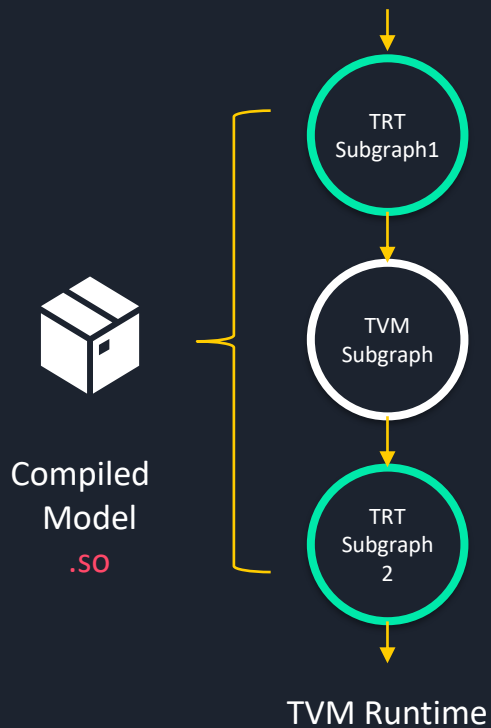 TRT
Subgraph1
TVM
Subgraph
Compiled
Model
.so
TRT
Subgraph
2
TVM Runtime